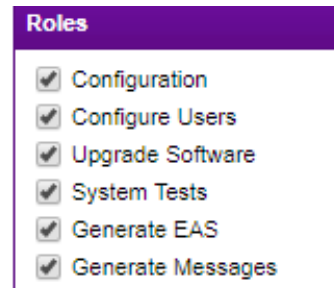 Roles
Configuration
Configure Users
Upgrade Software
System Tests
Generate EAS
Generate Messages